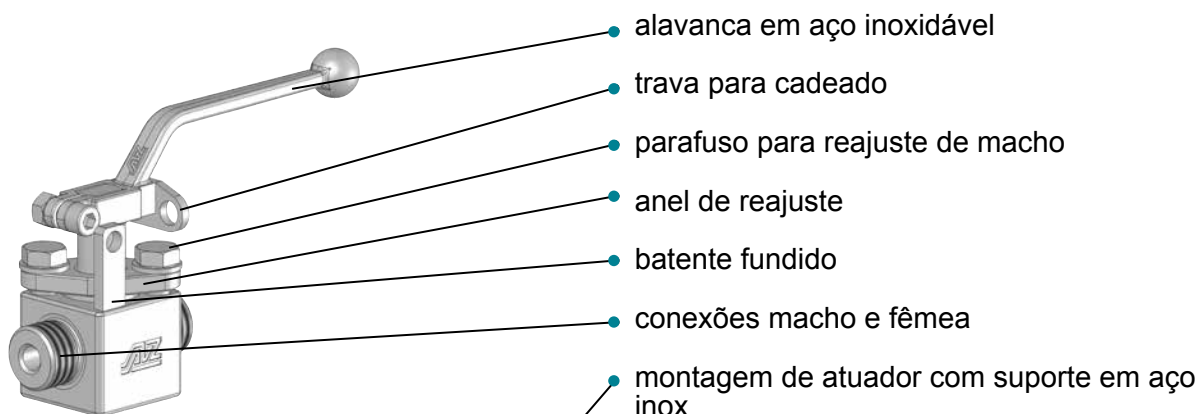 alavanca em aço inoxidável
trava para cadeado
parafuso para reajuste de macho
anel de reajuste
batente fundido
conexões macho e fêmea
montagem de atuador com suporte em aço
inox